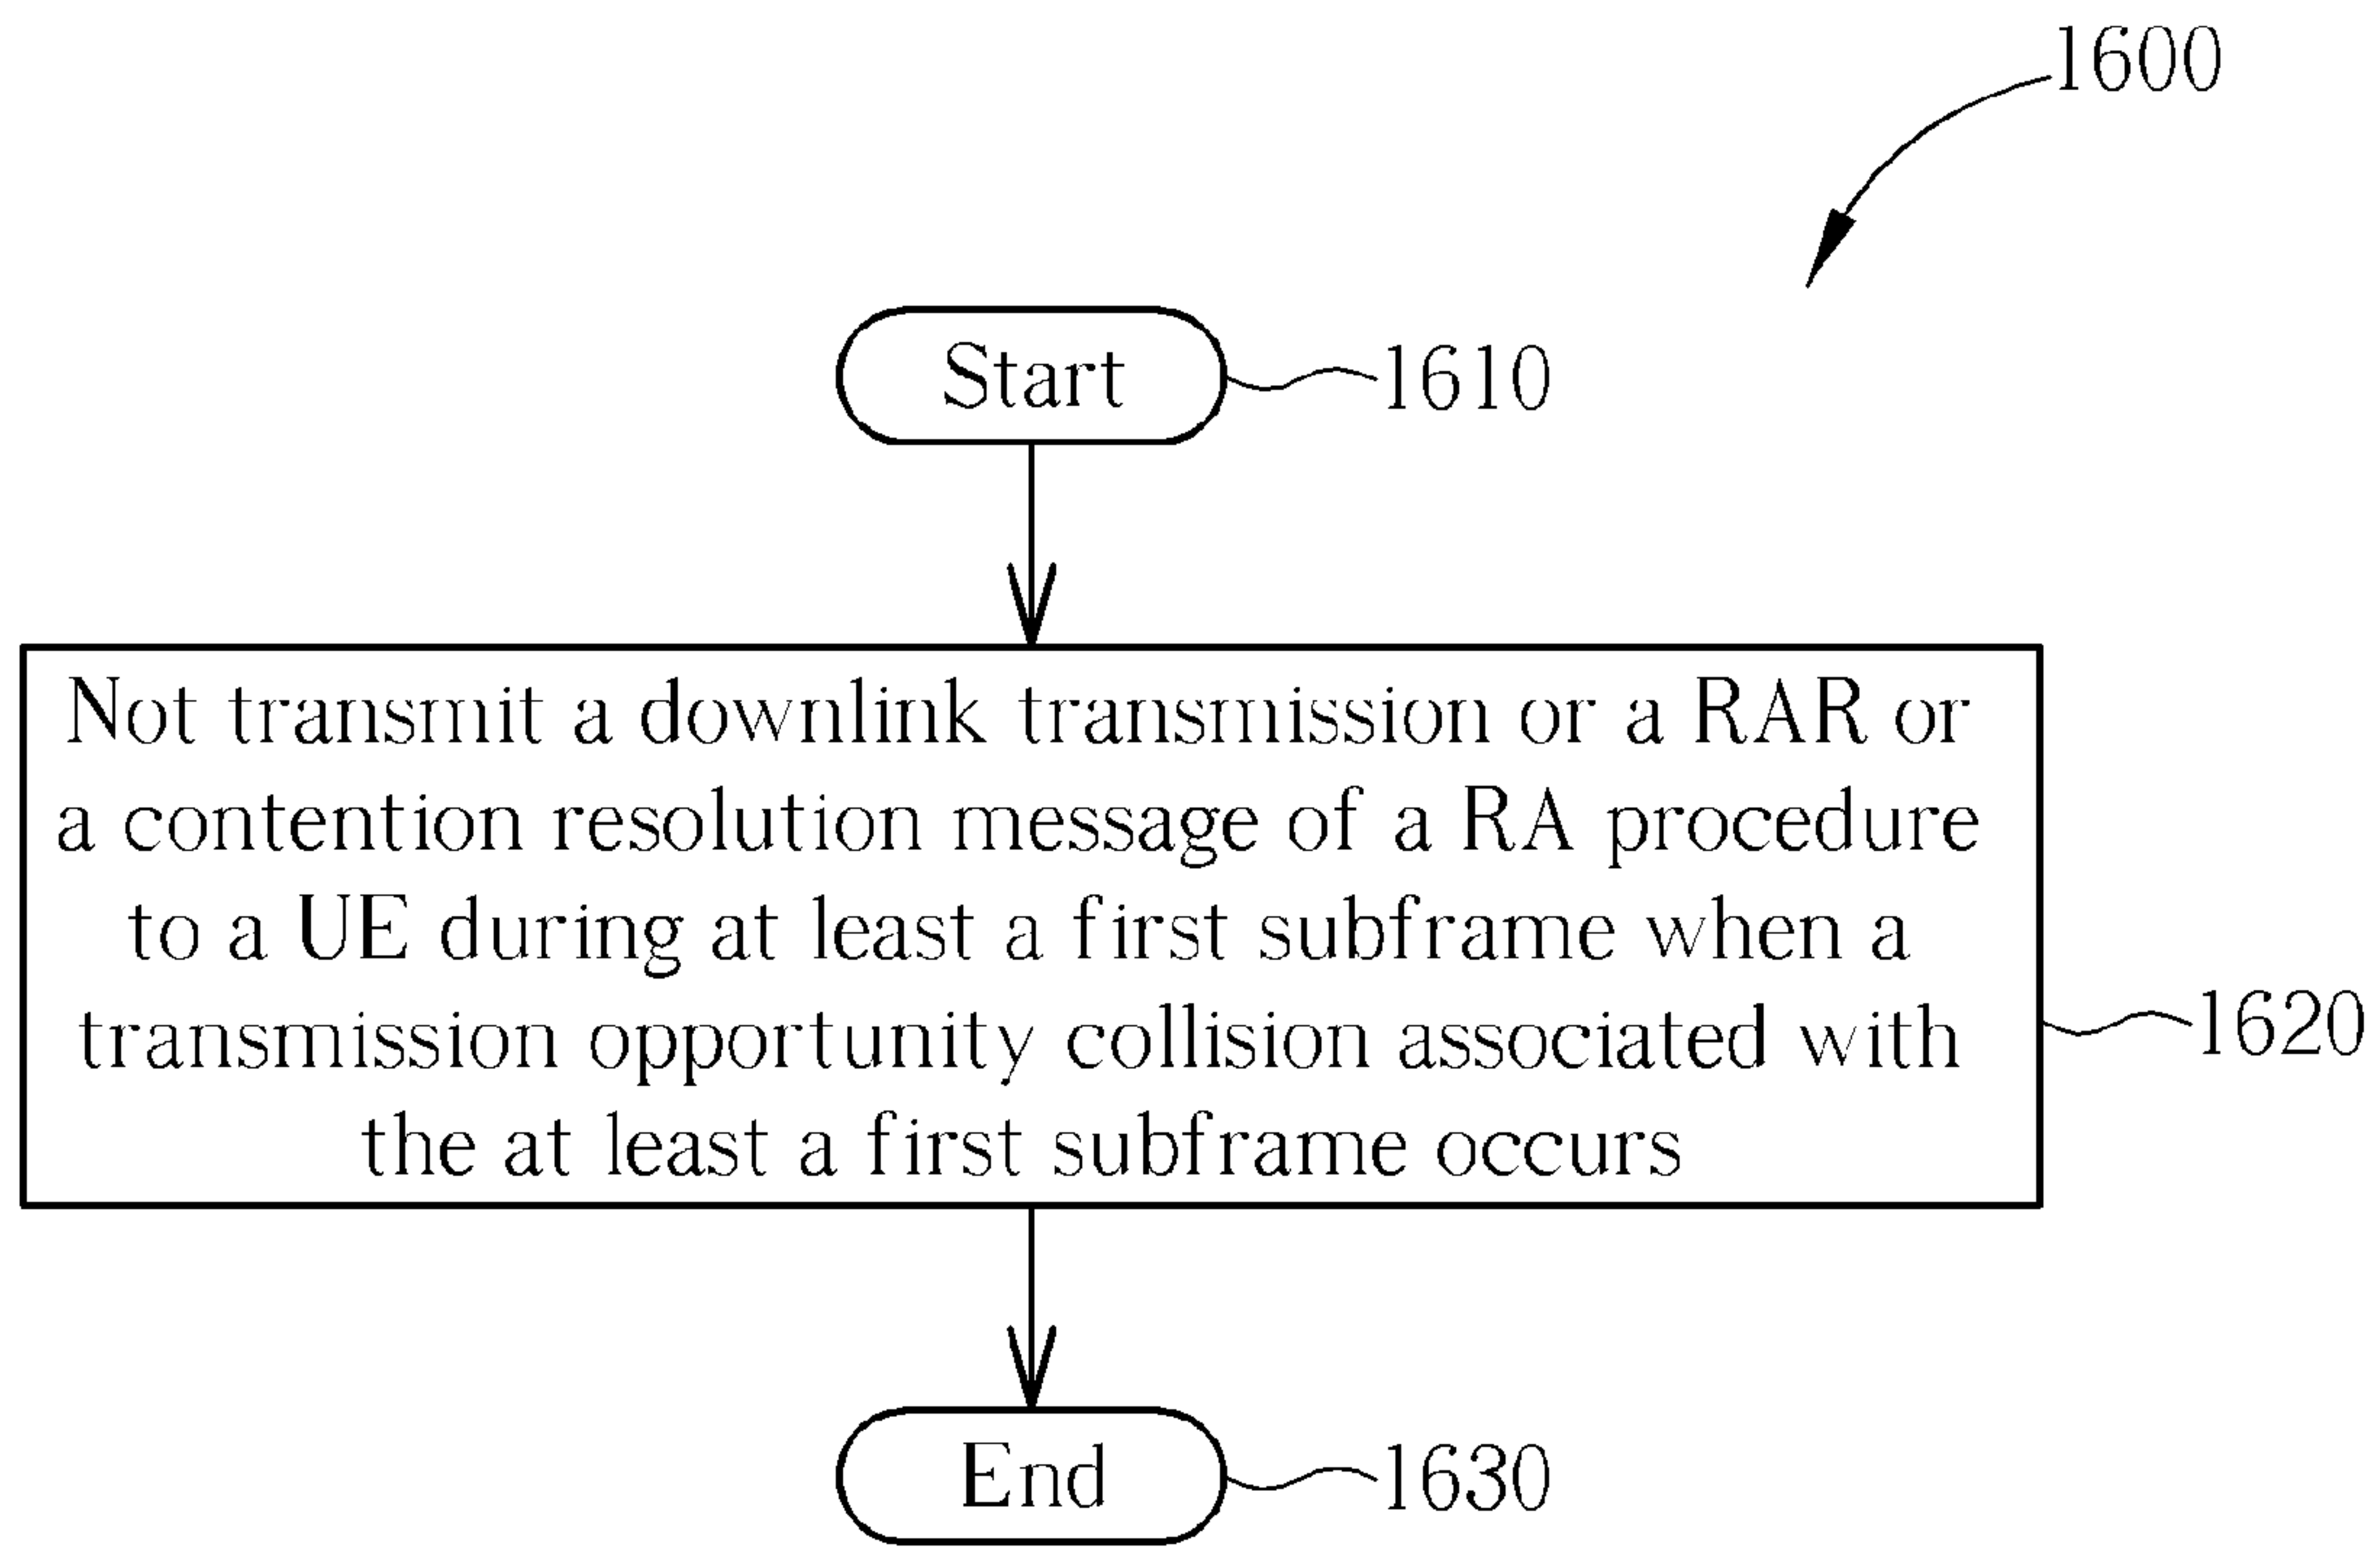 1600
Start
1610
Not transmit a downlink transmission or a RAR or
a contention resolution message of a RA procedure
to a UE during at least a first subframe when a
transmission opportunity collision associated with
the at least a first subframe occurs
1620
End
1630